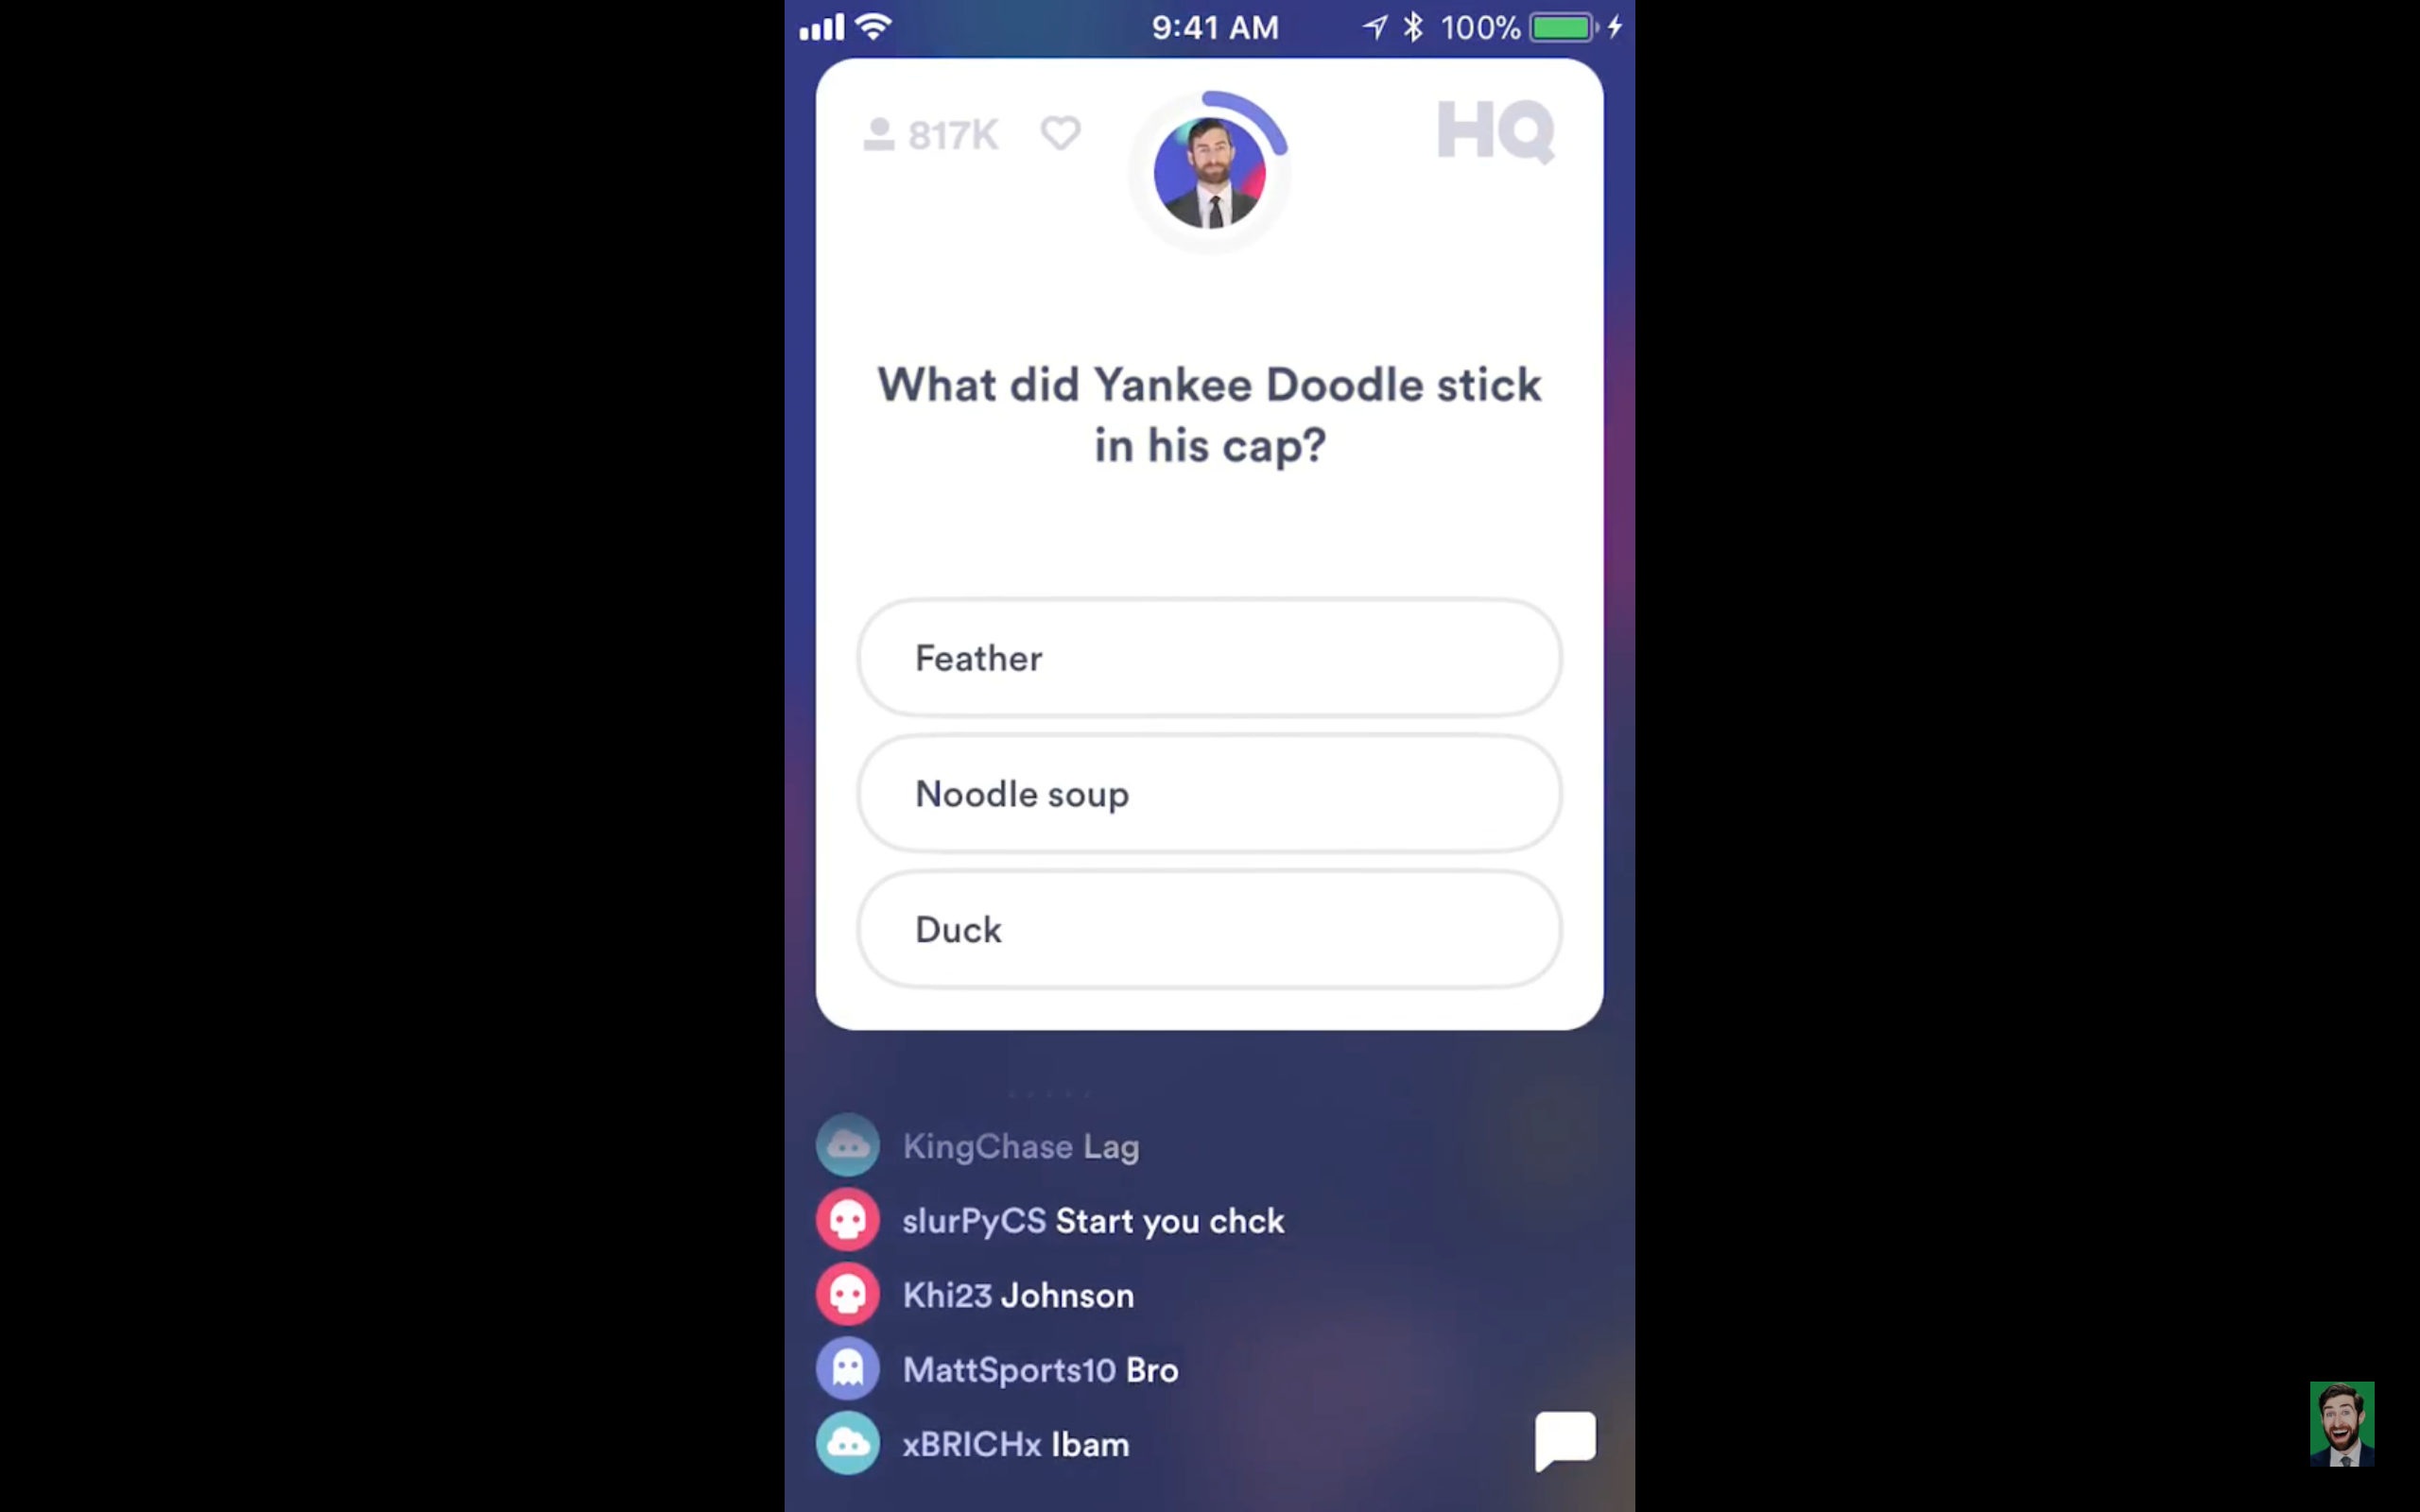 9:41 AM 100%
817K HQ
What did Yankee Doodle stick
in his cap?
Feather
Noodle soup
Duck
KingChase Lag
slurPyCS Start you chck
Khi23 Johnson
MattSports10 Bro
xBRICHx Ibam